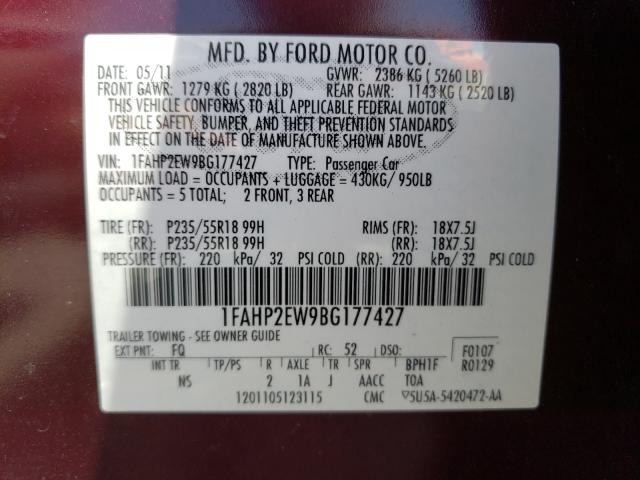 MFD. BY FORD MOTOR CO.
DATE: 05/11 GVWR: 2386 KG ( 5260 LB)
FRONT GAWR: 1279 KG ( 2820 LB) REAR GAWR: 1143 KG ( 2520 LB)
THIS VEHICLE CONFORMS TO ALL APPLICABLE FEDERAL MOTOR
VEHICLE SAFETY, BUMPER, AND THEFT PREVENTION STANDARDS
IN EFFECT ON THE DATE OF MANUFACTURE SHOWN ABOVE.
VIN: 1FAHP2EW9BG177427 TYPE: Passenger Car
MAXIMUM LOAD = OCCUPANTS + LUGGAGE = 430KG/ 950LB
OCCUPANTS = 5 TOTAL; 2 FRONT, 3 REAR
TIRE (FR): P235/55R18 99H RIMS (FR): 18X7.5J
(RR): P235/55R18 99H (RR): 18X7.5J
PRESSURE (FR): 220 kPa/ 32 PSI COLD (RR): 220 kPa/ 32 PSI COLD
1FAHP2EW9BG177427
TRAILER TOWING - SEE OWNER GUIDE
EXT PNT: FQ RC: 52 DSO: F0107
INT TR TP/PS R AXLE TR SPR BPH1F R0129
NS 2 1A J AACC TOA
1201105123115 CMC ▽5U5A-5420472-AA